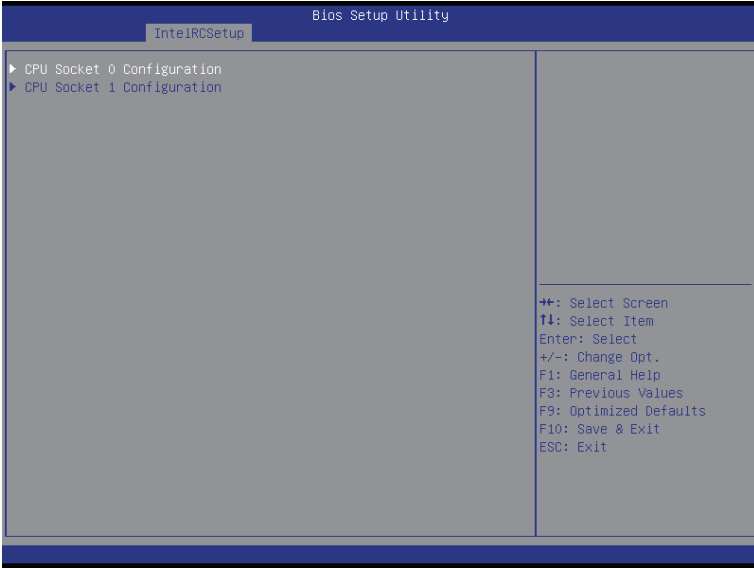 Bios Setup Utility
IntelRCSetup
▶ CPU Socket 0 Configuration
▶ CPU Socket 1 Configuration
→←: Select Screen
↑↓: Select Item
Enter: Select
+/-: Change Opt.
F1: General Help
F3: Previous Values
F9: Optimized Defaults
F10: Save & Exit
ESC: Exit